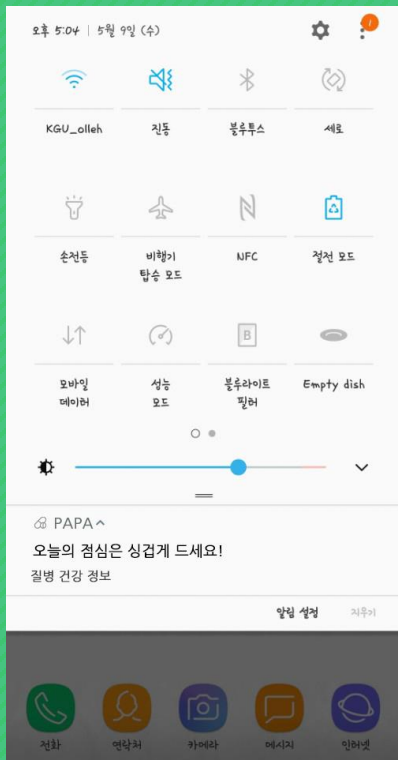 오후 5:04 | 5월 9일 (수)
KGU_olleh
진동
블루투스
세로
손전등
비행기
탑승 모드
NFC
절전 모드
모바일
데이터
성능
모드
B
블루라이트
필터
Empty dish
PAPA
오늘의 점심은 싱겁게 드세요!
질병 건강 정보
알림 설정 지우기
전화 연락처 카메라 메시지 인터넷